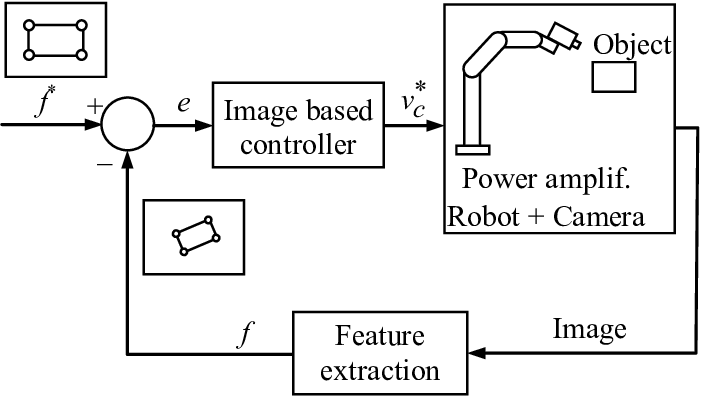 f*
+
e
Image based
controller
v_c*
Object
Power amplif.
Robot + Camera
−
f
Feature
extraction
Image